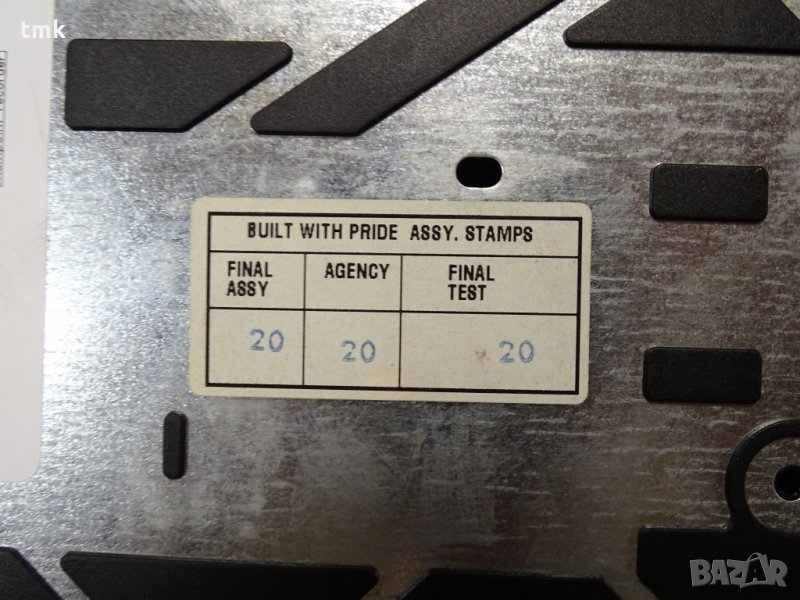 tmk
BUILT WITH PRIDE ASSY. STAMPS
FINAL ASSY
AGENCY
FINAL TEST
20
20
20
BAZAR